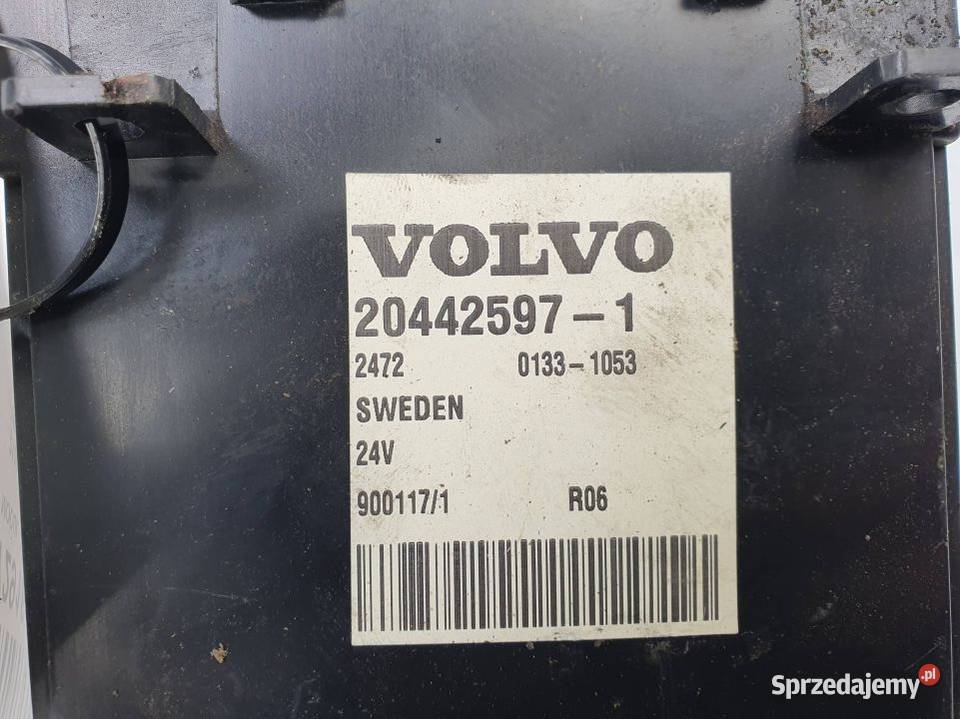 VOLVO
20442597-1
2472 0133-1053
SWEDEN
24V
900117/1 R06
Sprzedajemy.pl